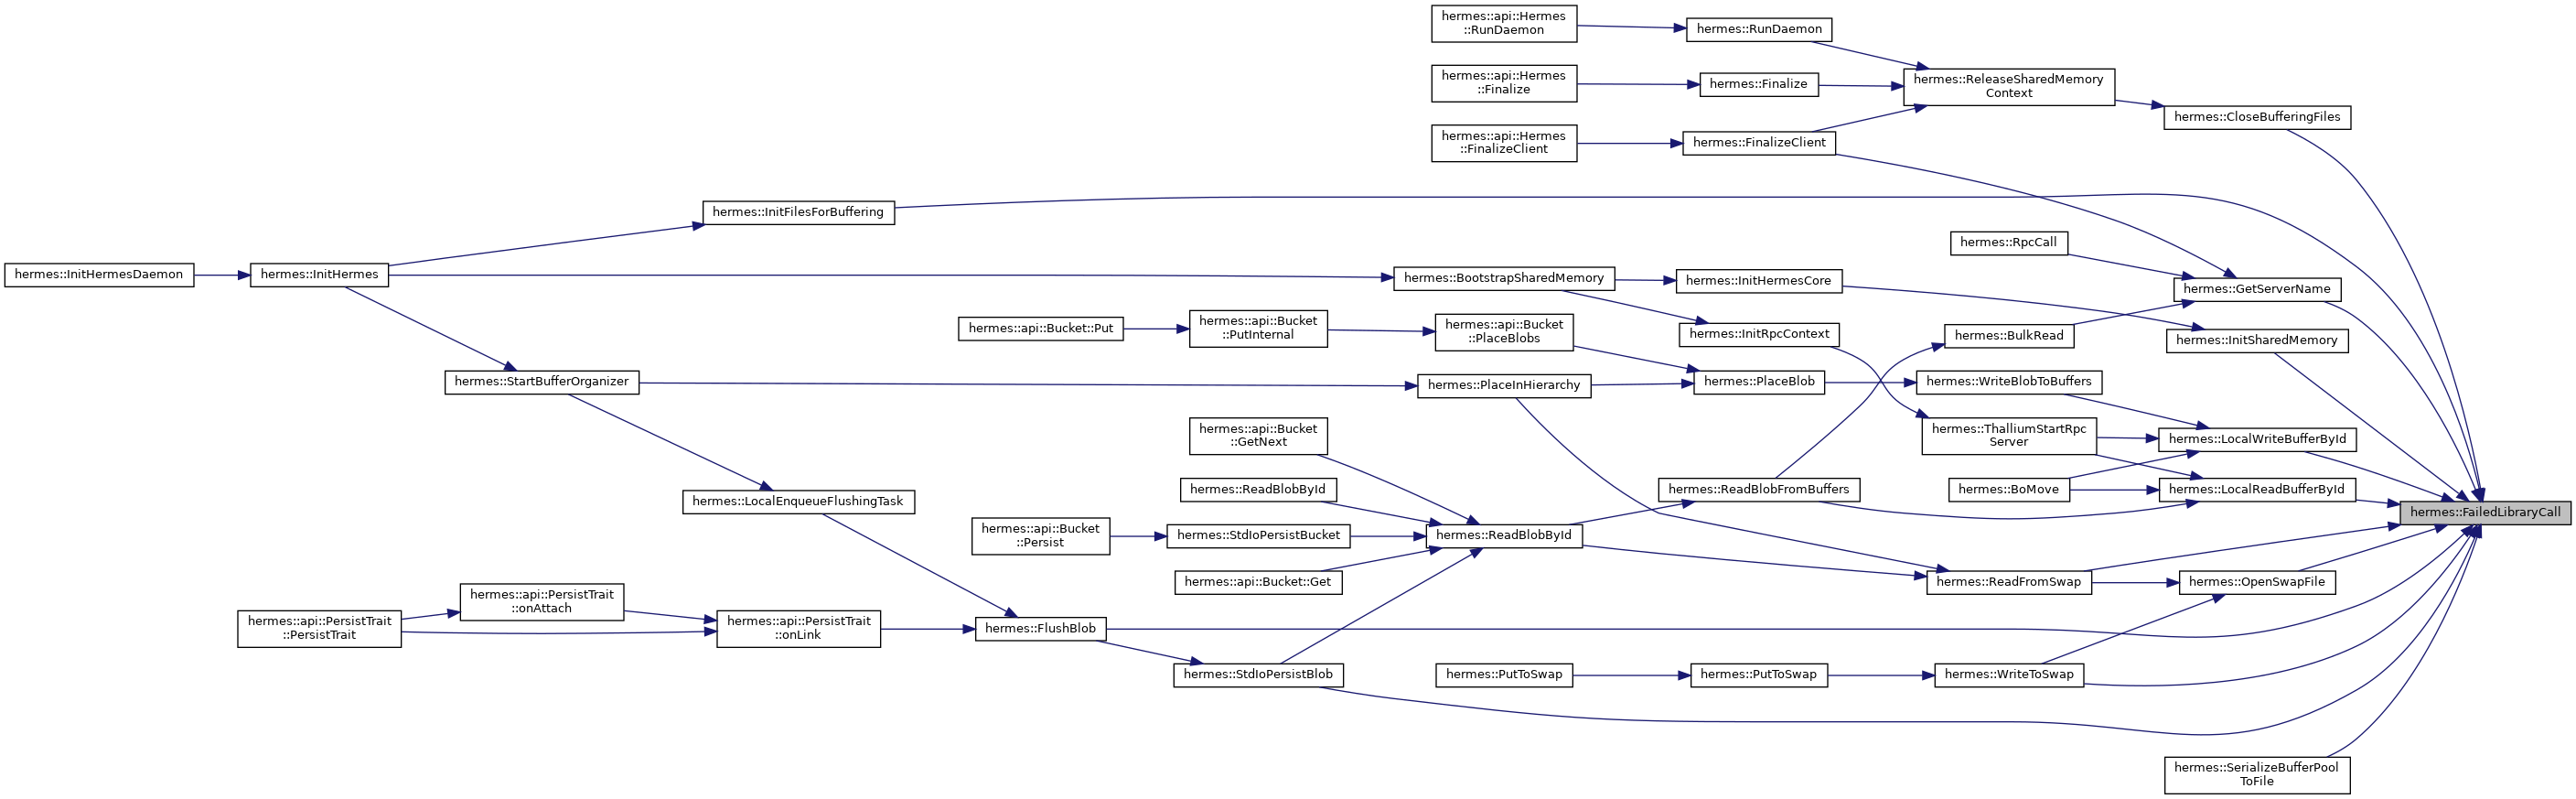 hermes::api::Hermes
::RunDaemon
hermes::RunDaemon
hermes::api::Hermes
::Finalize
hermes::Finalize
hermes::ReleaseSharedMemory
Context
hermes::CloseBufferingFiles
hermes::api::Hermes
::FinalizeClient
hermes::FinalizeClient
hermes::InitFilesForBuffering
hermes::RpcCall
hermes::InitHermesDaemon
hermes::InitHermes
hermes::BootstrapSharedMemory
hermes::InitHermesCore
hermes::GetServerName
hermes::api::Bucket::Put
hermes::api::Bucket
::PutInternal
hermes::api::Bucket
::PlaceBlobs
hermes::InitRpcContext
hermes::BulkRead
hermes::InitSharedMemory
hermes::StartBufferOrganizer
hermes::PlaceInHierarchy
hermes::PlaceBlob
hermes::WriteBlobToBuffers
hermes::api::Bucket
::GetNext
hermes::ThalliumStartRpc
Server
hermes::LocalWriteBufferById
hermes::LocalEnqueueFlushingTask
hermes::ReadBlobById
hermes::ReadBlobFromBuffers
hermes::BoMove
hermes::LocalReadBufferById
hermes::FailedLibraryCall
hermes::api::Bucket
::Persist
hermes::StdIoPersistBucket
hermes::ReadBlobById
hermes::api::Bucket::Get
hermes::ReadFromSwap
hermes::OpenSwapFile
hermes::api::PersistTrait
::PersistTrait
hermes::api::PersistTrait
::onAttach
hermes::api::PersistTrait
::onLink
hermes::FlushBlob
hermes::StdIoPersistBlob
hermes::PutToSwap
hermes::PutToSwap
hermes::WriteToSwap
hermes::SerializeBufferPool
ToFile